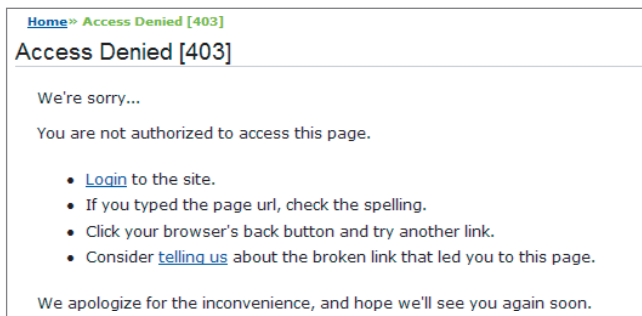 Home» Access Denied [403]
Access Denied [403]
We're sorry...
You are not authorized to access this page.
• Login to the site.
• If you typed the page url, check the spelling.
• Click your browser's back button and try another link.
• Consider telling us about the broken link that led you to this page.
We apologize for the inconvenience, and hope we'll see you again soon.